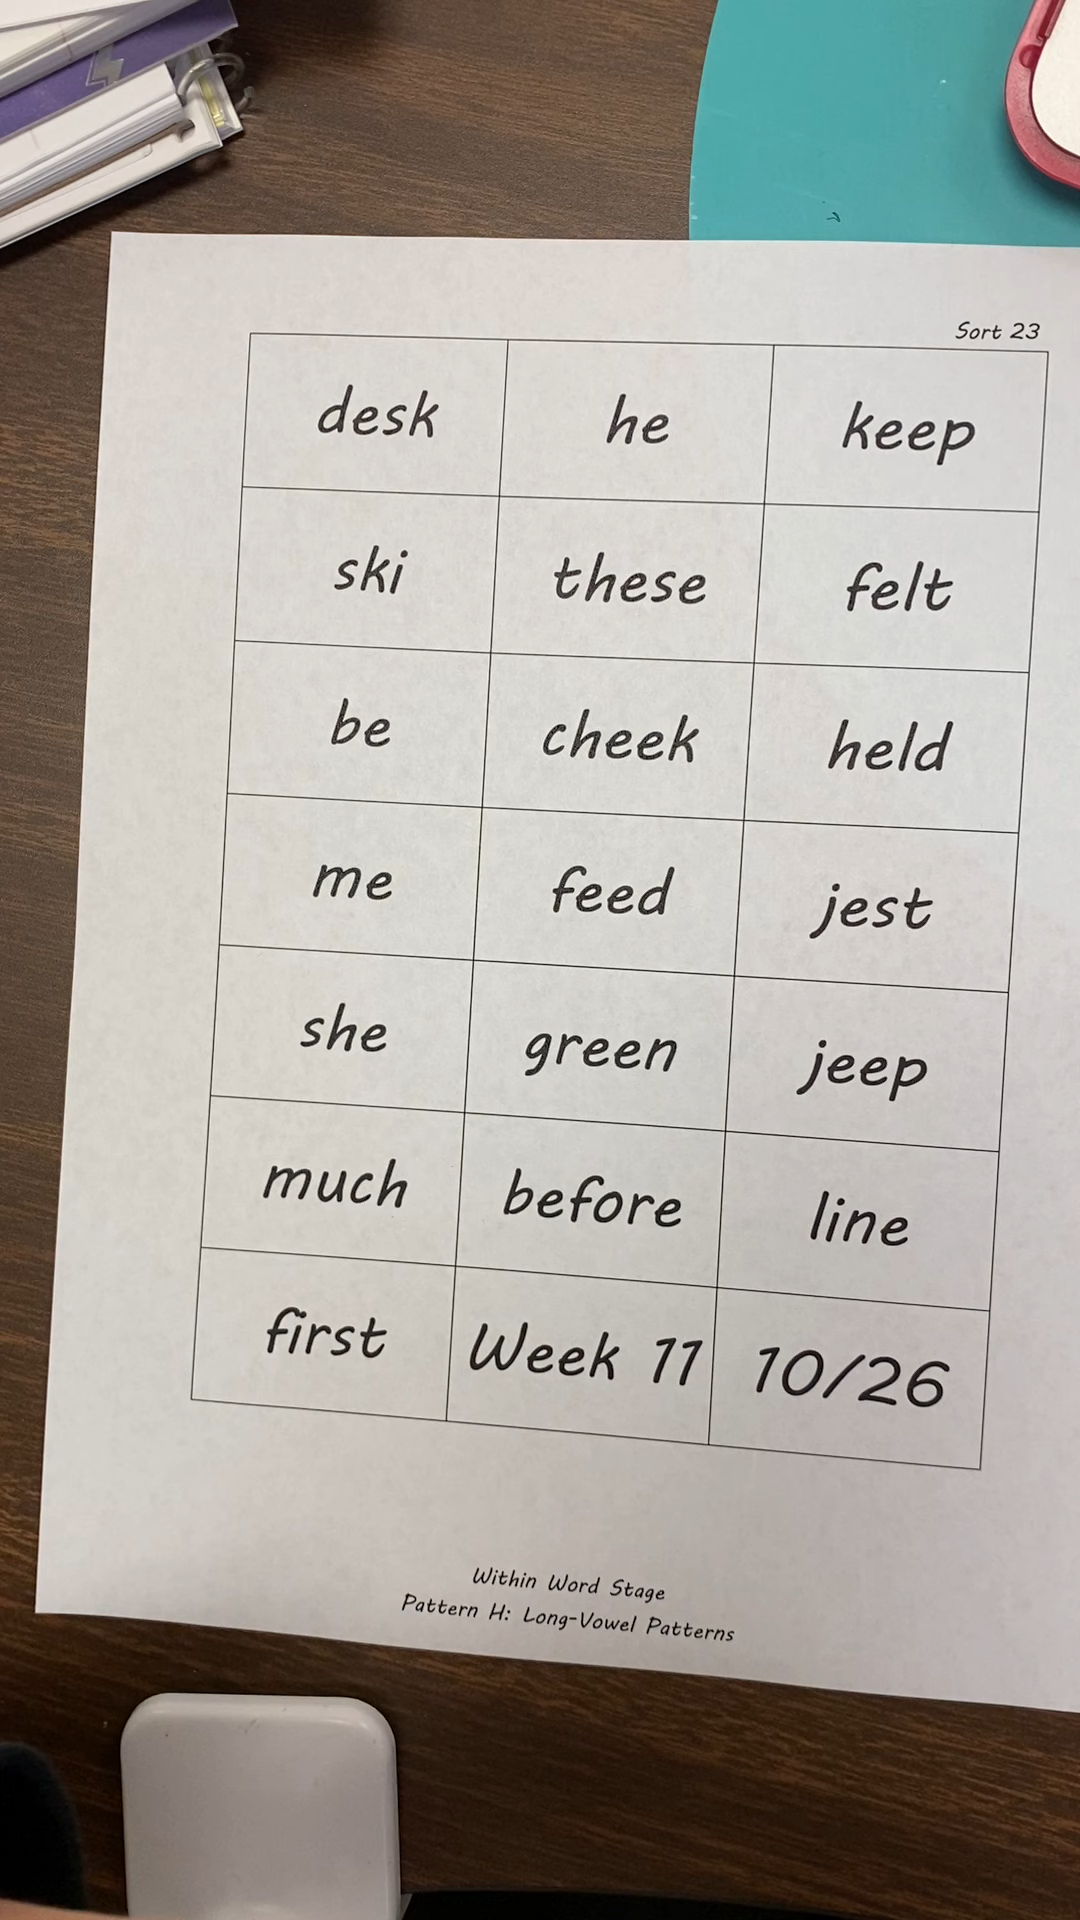 Sort 23
desk he keep
ski these felt
be cheek held
me feed jest
she green jeep
much before line
first Week 11 10/26
Within Word Stage
Pattern H: Long-Vowel Patterns